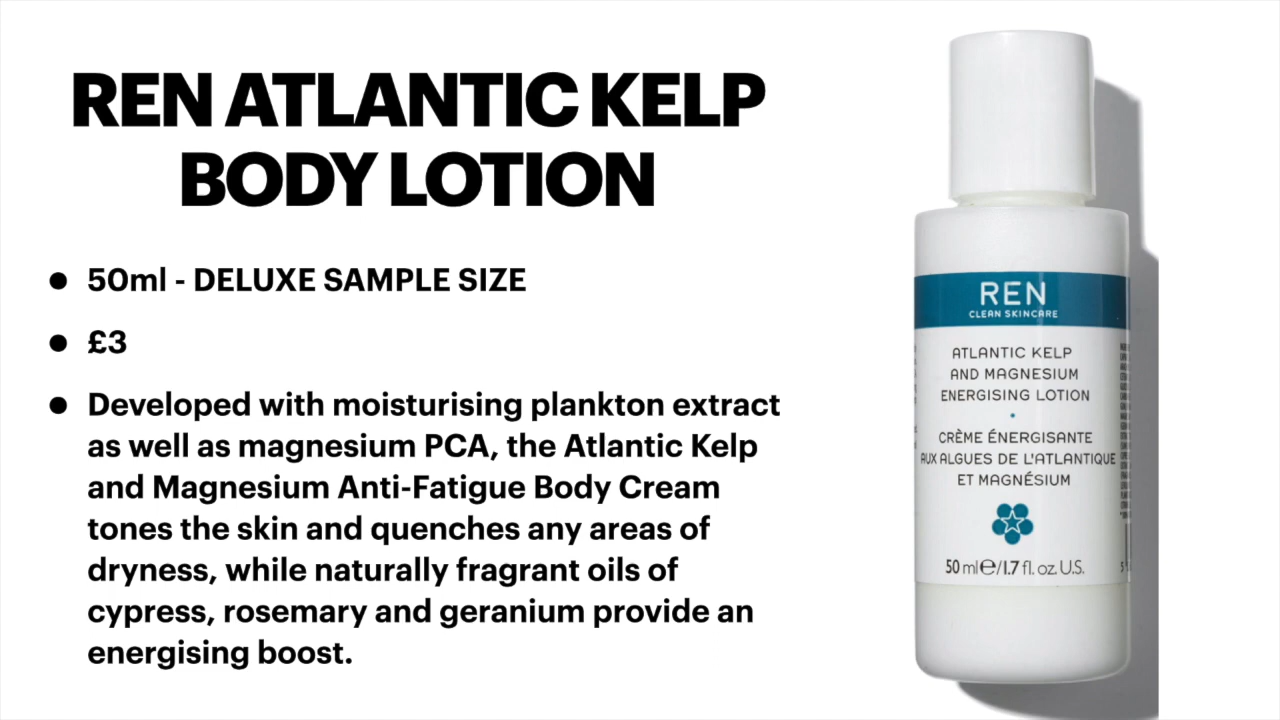 REN ATLANTIC KELP
BODY LOTION
● 50ml - DELUXE SAMPLE SIZE
● £3
● Developed with moisturising plankton extract
as well as magnesium PCA, the Atlantic Kelp
and Magnesium Anti-Fatigue Body Cream
tones the skin and quenches any areas of
dryness, while naturally fragrant oils of
cypress, rosemary and geranium provide an
energising boost.
REN
CLEAN SKINCARE
ATLANTIC KELP
AND MAGNESIUM
ENERGISING LOTION
CRÈME ÉNERGISANTE
AUX ALGUES DE L'ATLANTIQUE
ET MAGNÉSIUM
50 ml℮/1.7 fl. oz. U.S.